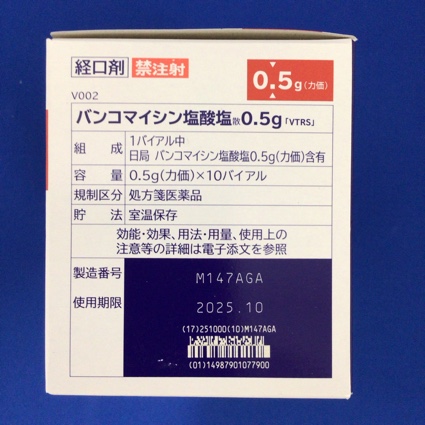 経口剤 禁注射
0.5g(力価)
V002
バンコマイシン塩酸塩散0.5g「VTRS」
組成 1バイアル中
日局 バンコマイシン塩酸塩0.5g(力価)含有
容量 0.5g(力価)×10バイアル
規制区分 処方箋医薬品
貯法 室温保存
効能・効果、用法・用量、使用上の
注意等の詳細は電子添文を参照
製造番号 M147AGA
使用期限 2025.10
(17)251000(10)M147AGA
(01)14987901077900